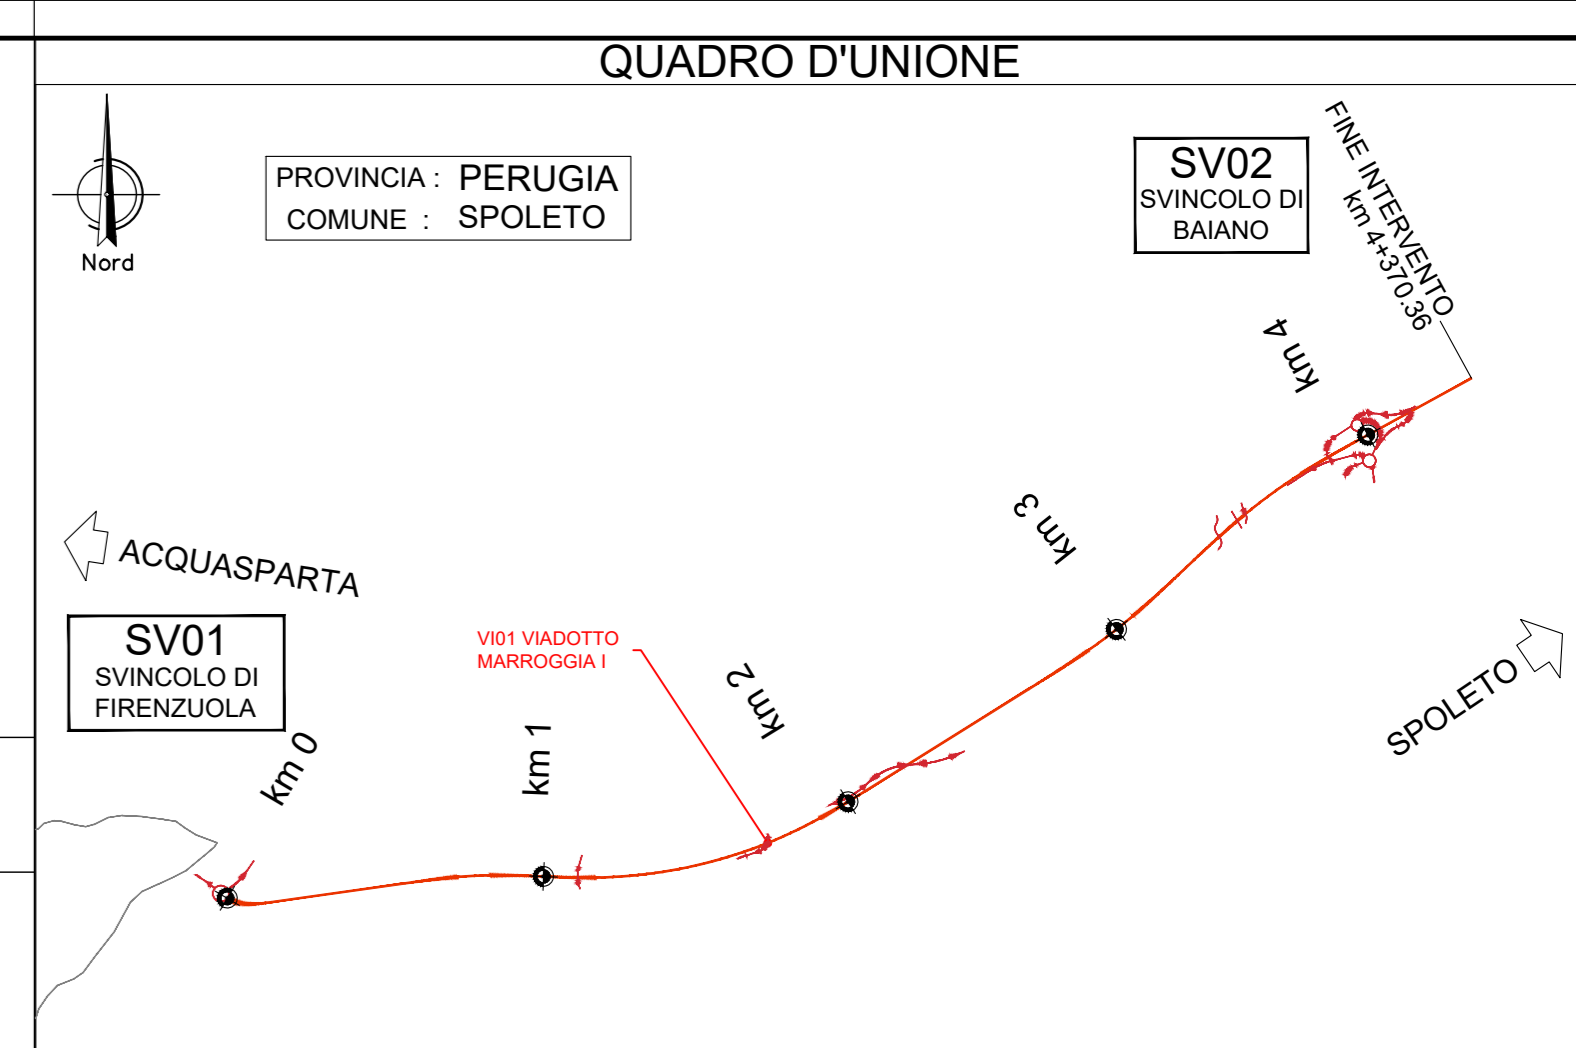 QUADRO D'UNIONE
Nord
PROVINCIA : PERUGIA
COMUNE : SPOLETO
SV02
SVINCOLO DI
BAIANO
FINE INTERVENTO
km 4+370.36
km 4
km 3
ACQUASPARTA
SV01
SVINCOLO DI
FIRENZUOLA
VI01 VIADOTTO
MARROGGIA I
km 2
SPOLETO
km 1
km 0